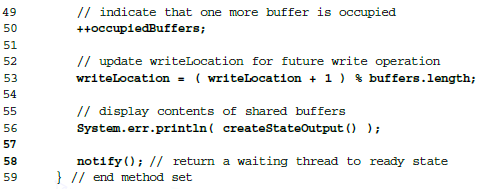 49 // indicate that one more buffer is occupied
50 ++occupiedBuffers;
51
52 // update writeLocation for future write operation
53 writeLocation = ( writeLocation + 1 ) % buffers.length;
54
55 // display contents of shared buffers
56 System.err.println( createStateOutput() );
57
58 notify(); // return a waiting thread to ready state
59 } // end method set